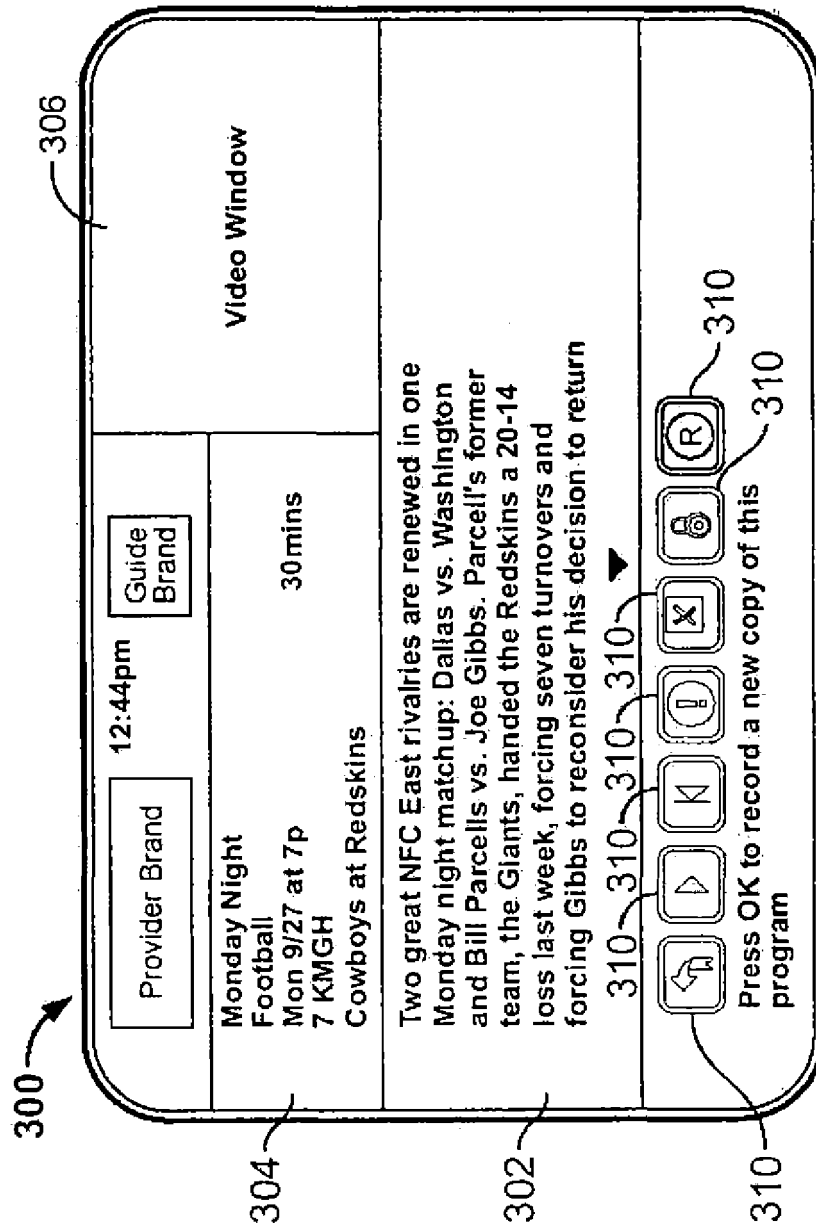 300
306
Provider Brand
12:44pm
Guide
Brand
Video Window
304
Monday Night
Football
Mon 9/27 at 7p
7 KMGH
Cowboys at Redskins
30mins
302
Two great NFC East rivalries are renewed in one
Monday night matchup: Dallas vs. Washington
and Bill Parcells vs. Joe Gibbs. Parcell's former
team, the Giants, handed the Redskins a 20-14
loss last week, forcing seven turnovers and
forcing Gibbs to reconsider his decision to return
310
310
310
310
310
310
310
R
Press OK to record a new copy of this
program